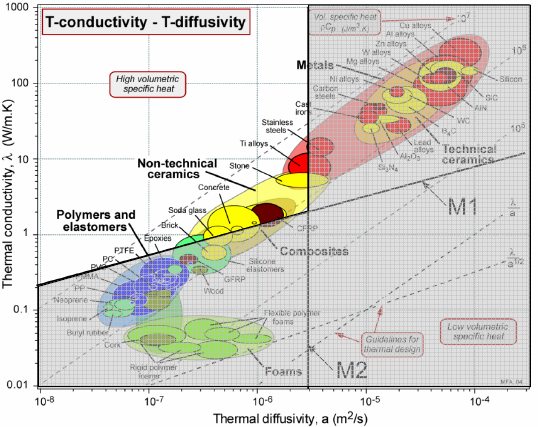 T-conductivity - T-diffusivity
Vol. specific heat
ρCp (J/m³.K)
10⁷
Cu alloys
Al alloys
Zn alloys
W alloys
Mg alloys
10⁶
High volumetric
specific heat
Metals
Ni alloys
Silicon
Carbon
steels
SiC
AlN
Cast
irons
WC
B₄C
10⁵
Stainless
steels
Ti alloys
Lead
alloys
Technical
ceramics
Al₂O₃
Si₃N₄
Non-technical
ceramics
Stone
Concrete
Soda glass
Polymers and
elastomers
Brick
CFRP
M1
λ
a
Epoxies
PTFE
PC
Composites
Silicone
elastomers
GFRP
Wood
PP
Neoprene
Isoprene
Butyl rubber
Cork
Flexible polymer
foams
Rigid polymer
foams
Foams
λ
a^1/2
Guidelines for
thermal design
Low volumetric
specific heat
M2
MFA, 04
Thermal conductivity, λ (W/m.K)
1000
100
10
1
0.1
0.01
10⁻⁸
10⁻⁷
10⁻⁶
10⁻⁵
10⁻⁴
Thermal diffusivity, a (m²/s)